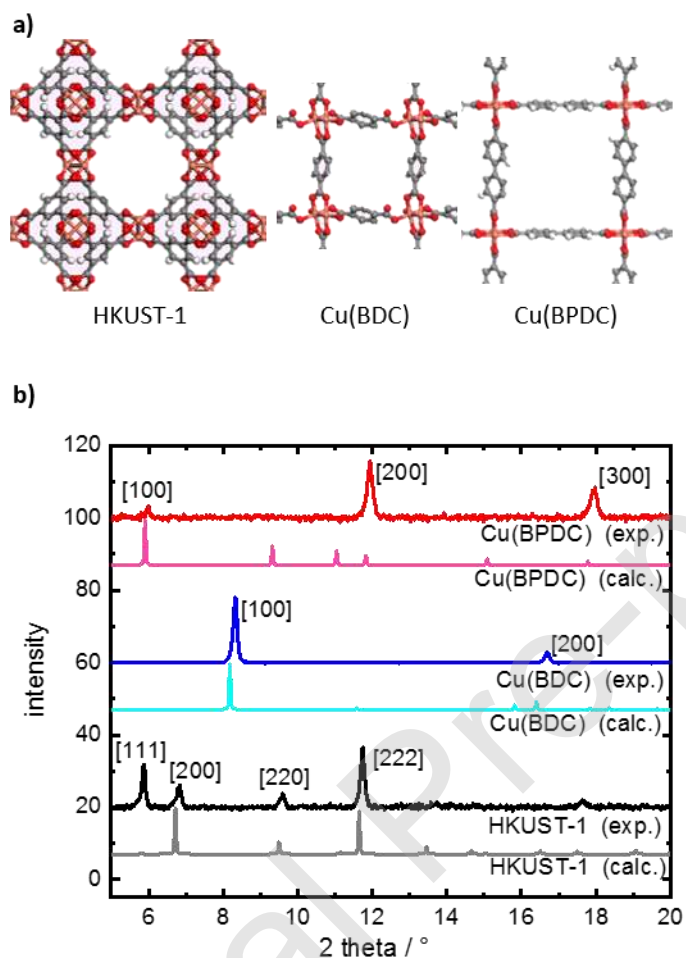 a)
HKUST-1 Cu(BDC) Cu(BPDC)
b)
120
[200]
[300]
[100]
100
Cu(BPDC) (exp.)
Cu(BPDC) (calc.)
80
[100]
[200]
60
Cu(BDC) (exp.)
Cu(BDC) (calc.)
40
[111]
[200]
[220]
[222]
20
HKUST-1 (exp.)
HKUST-1 (calc.)
0
intensity
6 8 10 12 14 16 18 20
2 theta / °
al Pre-p